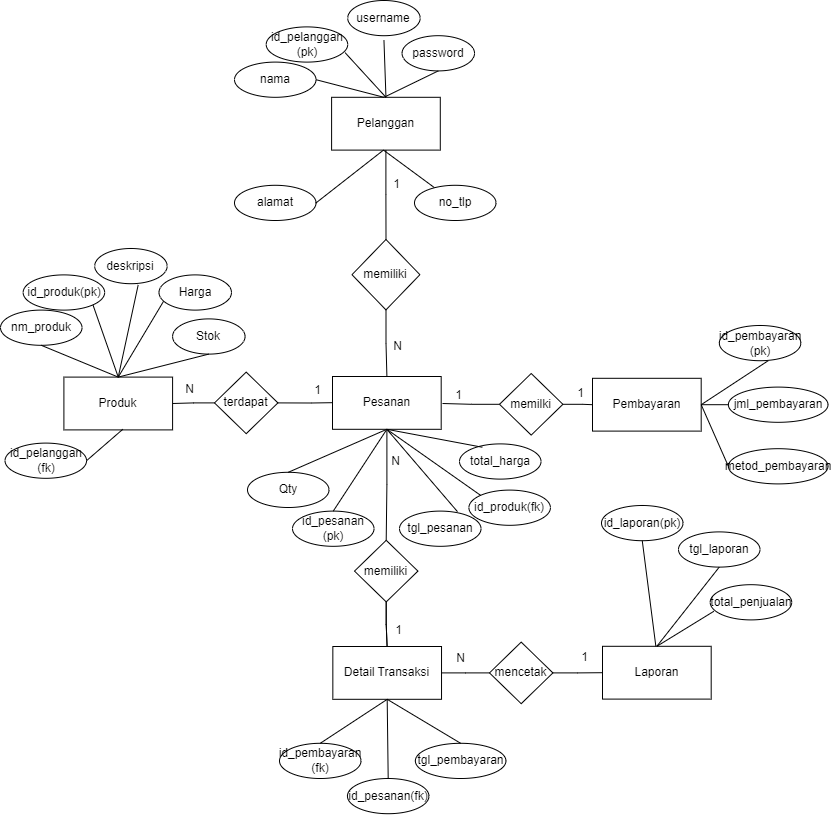 username
id_pelanggan
(pk)
password
nama
Pelanggan
1
alamat
no_tlp
deskripsi
memiliki
id_produk(pk)
Harga
nm_produk
Stok
id_pembayaran
(pk)
N
N
1
1
1
Produk
terdapat
Pesanan
memilki
Pembayaran
jml_pembayaran
id_pelanggan
(fk)
N
total_harga
metod_pembayaran
Qty
id_produk(fk)
id_pesanan
(pk)
tgl_pesanan
id_laporan(pk)
tgl_laporan
memiliki
total_penjualan
1
N
1
Detail Transaksi
mencetak
Laporan
id_pembayaran
(fk)
tgl_pembayaran
id_pesanan(fk)